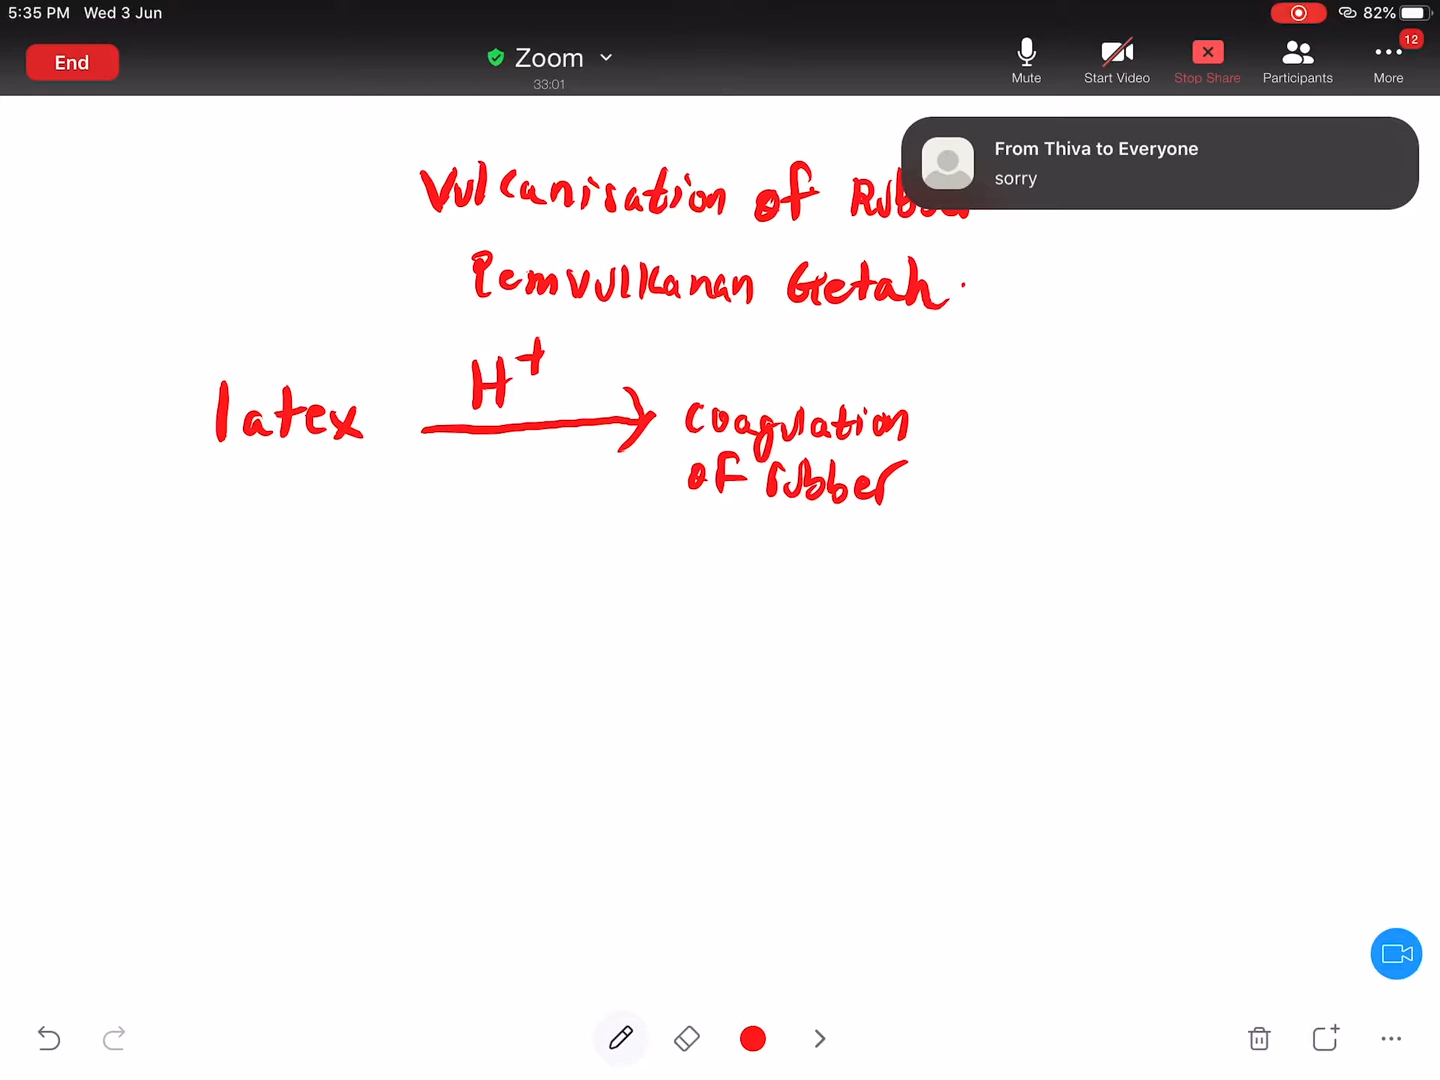 5:35 PM Wed 3 Jun
82%
End
Zoom
33:01
Mute
Start Video
Stop Share
Participants
More
12
From Thiva to Everyone
sorry
Vulcanisation of Rubber
Pemvulkanan Getah.
latex
H+
coagulation
of rubber